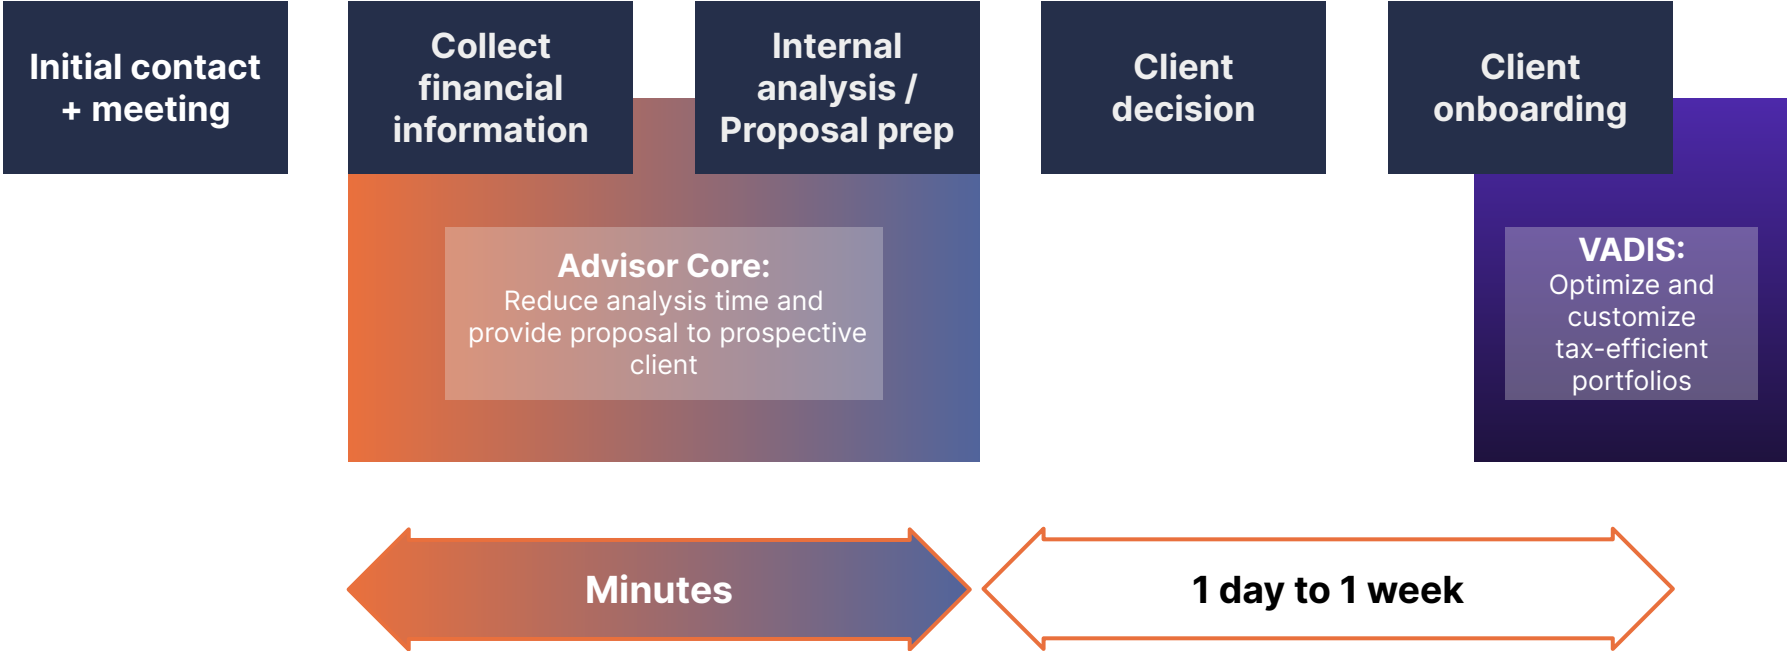 Initial contact
+ meeting
Collect
financial
information
Internal
analysis /
Proposal prep
Client
decision
Client
onboarding
Advisor Core:
Reduce analysis time and
provide proposal to prospective
client
VADIS:
Optimize and
customize
tax-efficient
portfolios
Minutes
1 day to 1 week